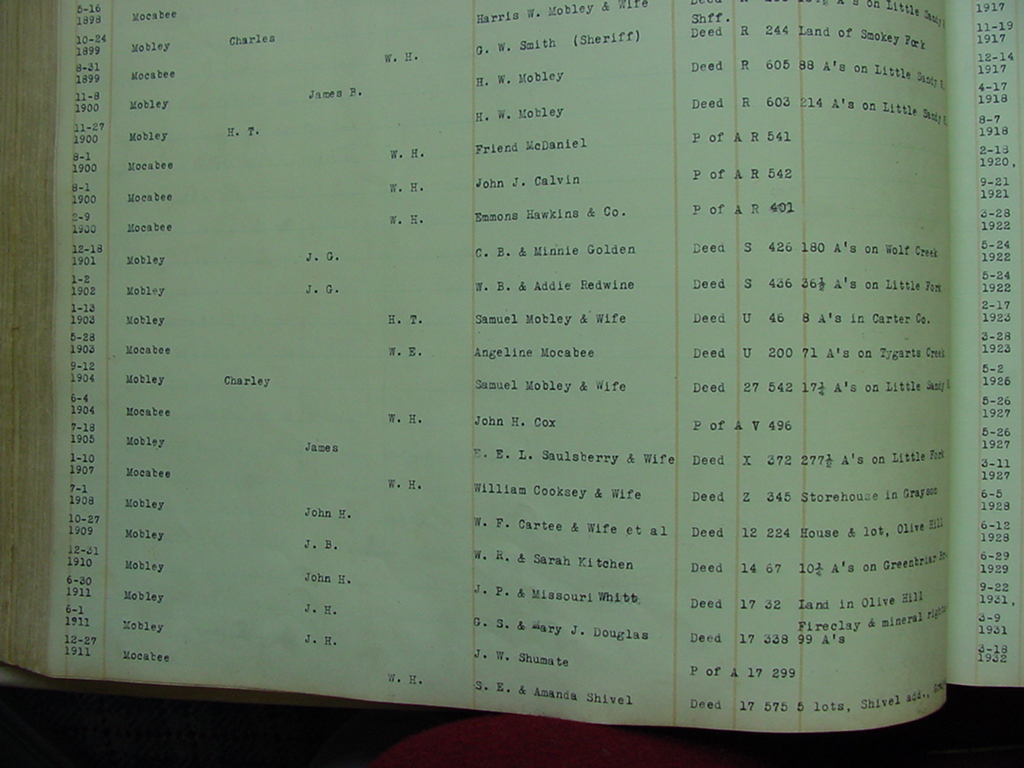 5-16
1898 Mocabee
10-24
1899 Mobley Charles Harris W. Mobley & Wife Deed R A's on Little Sandy
8-31 Shff.
1899 Mocabee W. H. G. W. Smith (Sheriff) Deed R 244 Land of Smokey Fork
11-8
1900 Mobley James B. H. W. Mobley Deed R 605 88 A's on Little Sandy R.
11-27
1900 Mobley H. T. H. W. Mobley Deed R 603 214 A's on Little Sandy R.
8-1
1900 Mocabee W. H. Friend McDaniel P of A R 541
8-1
1900 Mocabee W. H. John J. Calvin P of A R 542
2-9
1900 Mocabee W. H. Emmons Hawkins & Co. P of A R 401
12-18
1901 Mobley J. G. C. B. & Minnie Golden Deed S 426 180 A's on Wolf Creek
1-2
1902 Mobley J. G. W. B. & Addie Redwine Deed S 436 36½ A's on Little Fork
1-13
1903 Mobley H. T. Samuel Mobley & Wife Deed U 46 8 A's in Carter Co.
5-28
1903 Mocabee W. E. Angeline Mocabee Deed U 200 71 A's on Tygarts Creek
9-12
1904 Mobley Charley Samuel Mobley & Wife Deed 27 542 17½ A's on Little Sandy R
6-4
1904 Mocabee W. H. John H. Cox P of A V 496
7-18
1905 Mobley James E. E. L. Saulsberry & Wife Deed X 372 277½ A's on Little Fork
1-10
1907 Mocabee W. H. William Cooksey & Wife Deed Z 345 Storehouse in Grayson
7-1
1908 Mobley John H. W. F. Cartee & Wife et al Deed 12 224 House & lot, Olive Hill
10-27
1909 Mobley J. B. W. R. & Sarah Kitchen Deed 14 67 10½ A's on Greenbriar
12-31
1910 Mobley John H. J. P. & Missouri Whitt Deed 17 32 Land in Olive Hill
6-30 Fireclay & mineral rights
1911 Mobley J. H. G. S. & Mary J. Douglas Deed 17 338 99 A's
6-1
1911 Mobley J. H. J. W. Shumate P of A 17 299
12-27
1911 Mocabee W. H. S. E. & Amanda Shivel Deed 17 575 5 lots, Shivel add.,
1917
11-19
1917
12-14
1917
4-17
1918
8-7
1918
2-13
1920,
9-21
1921
3-28
1922
5-24
1922
5-24
1922
2-17
1923
3-28
1923
5-2
1926
5-26
1927
5-26
1927
3-11
1927
6-5
1928
6-12
1928
6-29
1929
9-22
1931,
3-9
1931
3-18
1932